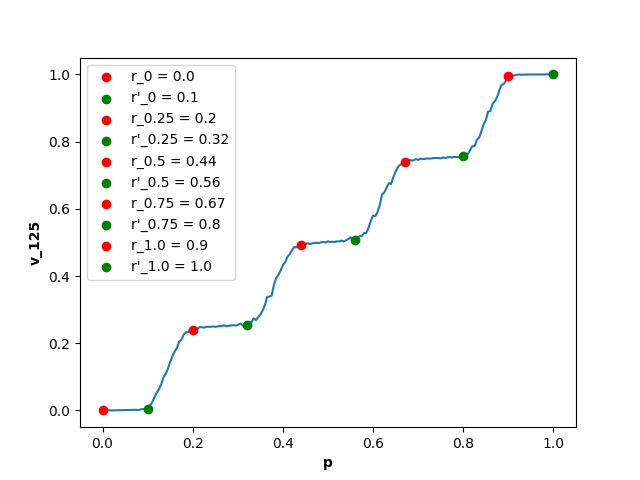 r_0 = 0.0
r'_0 = 0.1
r_0.25 = 0.2
r'_0.25 = 0.32
r_0.5 = 0.44
r'_0.5 = 0.56
r_0.75 = 0.67
r'_0.75 = 0.8
r_1.0 = 0.9
r'_1.0 = 1.0
1.0
0.8
0.6
0.4
0.2
0.0
v_125
0.0 0.2 0.4 0.6 0.8 1.0
p